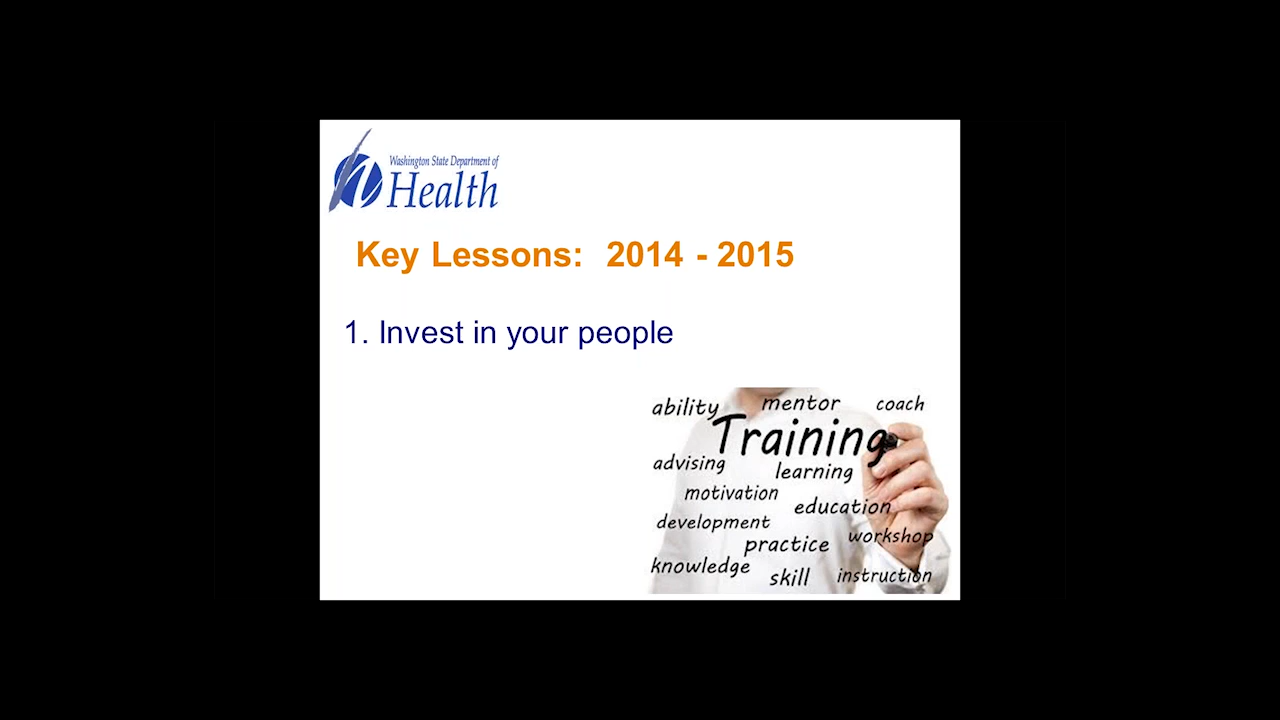 Washington State Department of
Health
Key Lessons: 2014 - 2015
1. Invest in your people
ability mentor coach
Training
advising learning
motivation education
development
practice workshop
knowledge skill instruction